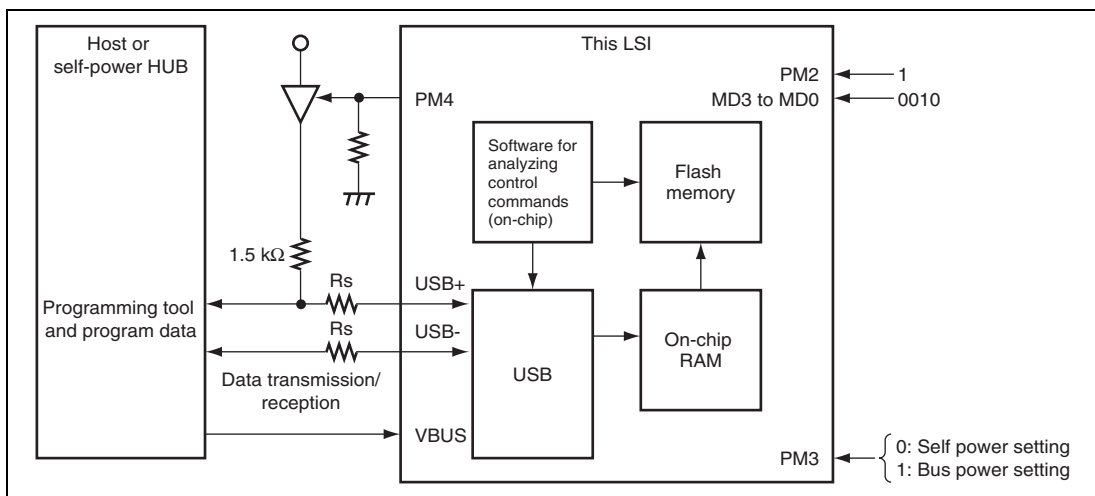 Host or
self-power HUB
This LSI
PM2
1
MD3 to MD0
0010
PM4
Software for
analyzing
control
commands
(on-chip)
Flash
memory
1.5 kΩ
Rs
USB+
Programming tool
and program data
Rs
USB-
USB
On-chip
RAM
Data transmission/
reception
VBUS
PM3
0: Self power setting
1: Bus power setting